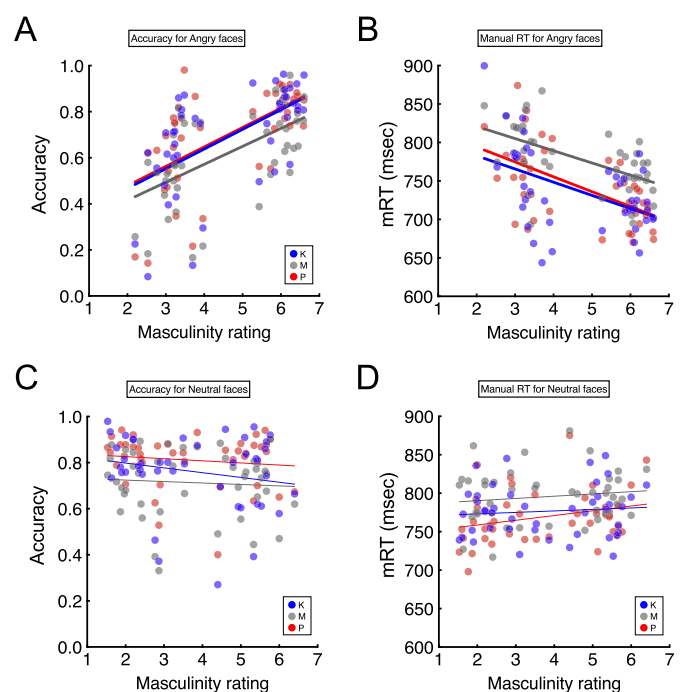 A
Accuracy for Angry faces
1.0
0.8
0.6
0.4
0.2
0.0
Accuracy
1 2 3 4 5 6 7
Masculinity rating
K
M
P
B
Manual RT for Angry faces
900
850
800
750
700
650
600
mRT (msec)
1 2 3 4 5 6 7
Masculinity rating
C
Accuracy for Neutral faces
1.0
0.8
0.6
0.4
0.2
0.0
Accuracy
1 2 3 4 5 6 7
Masculinity rating
K
M
P
D
Manual RT for Neutral faces
900
850
800
750
700
650
600
mRT (msec)
1 2 3 4 5 6 7
Masculinity rating
K
M
P